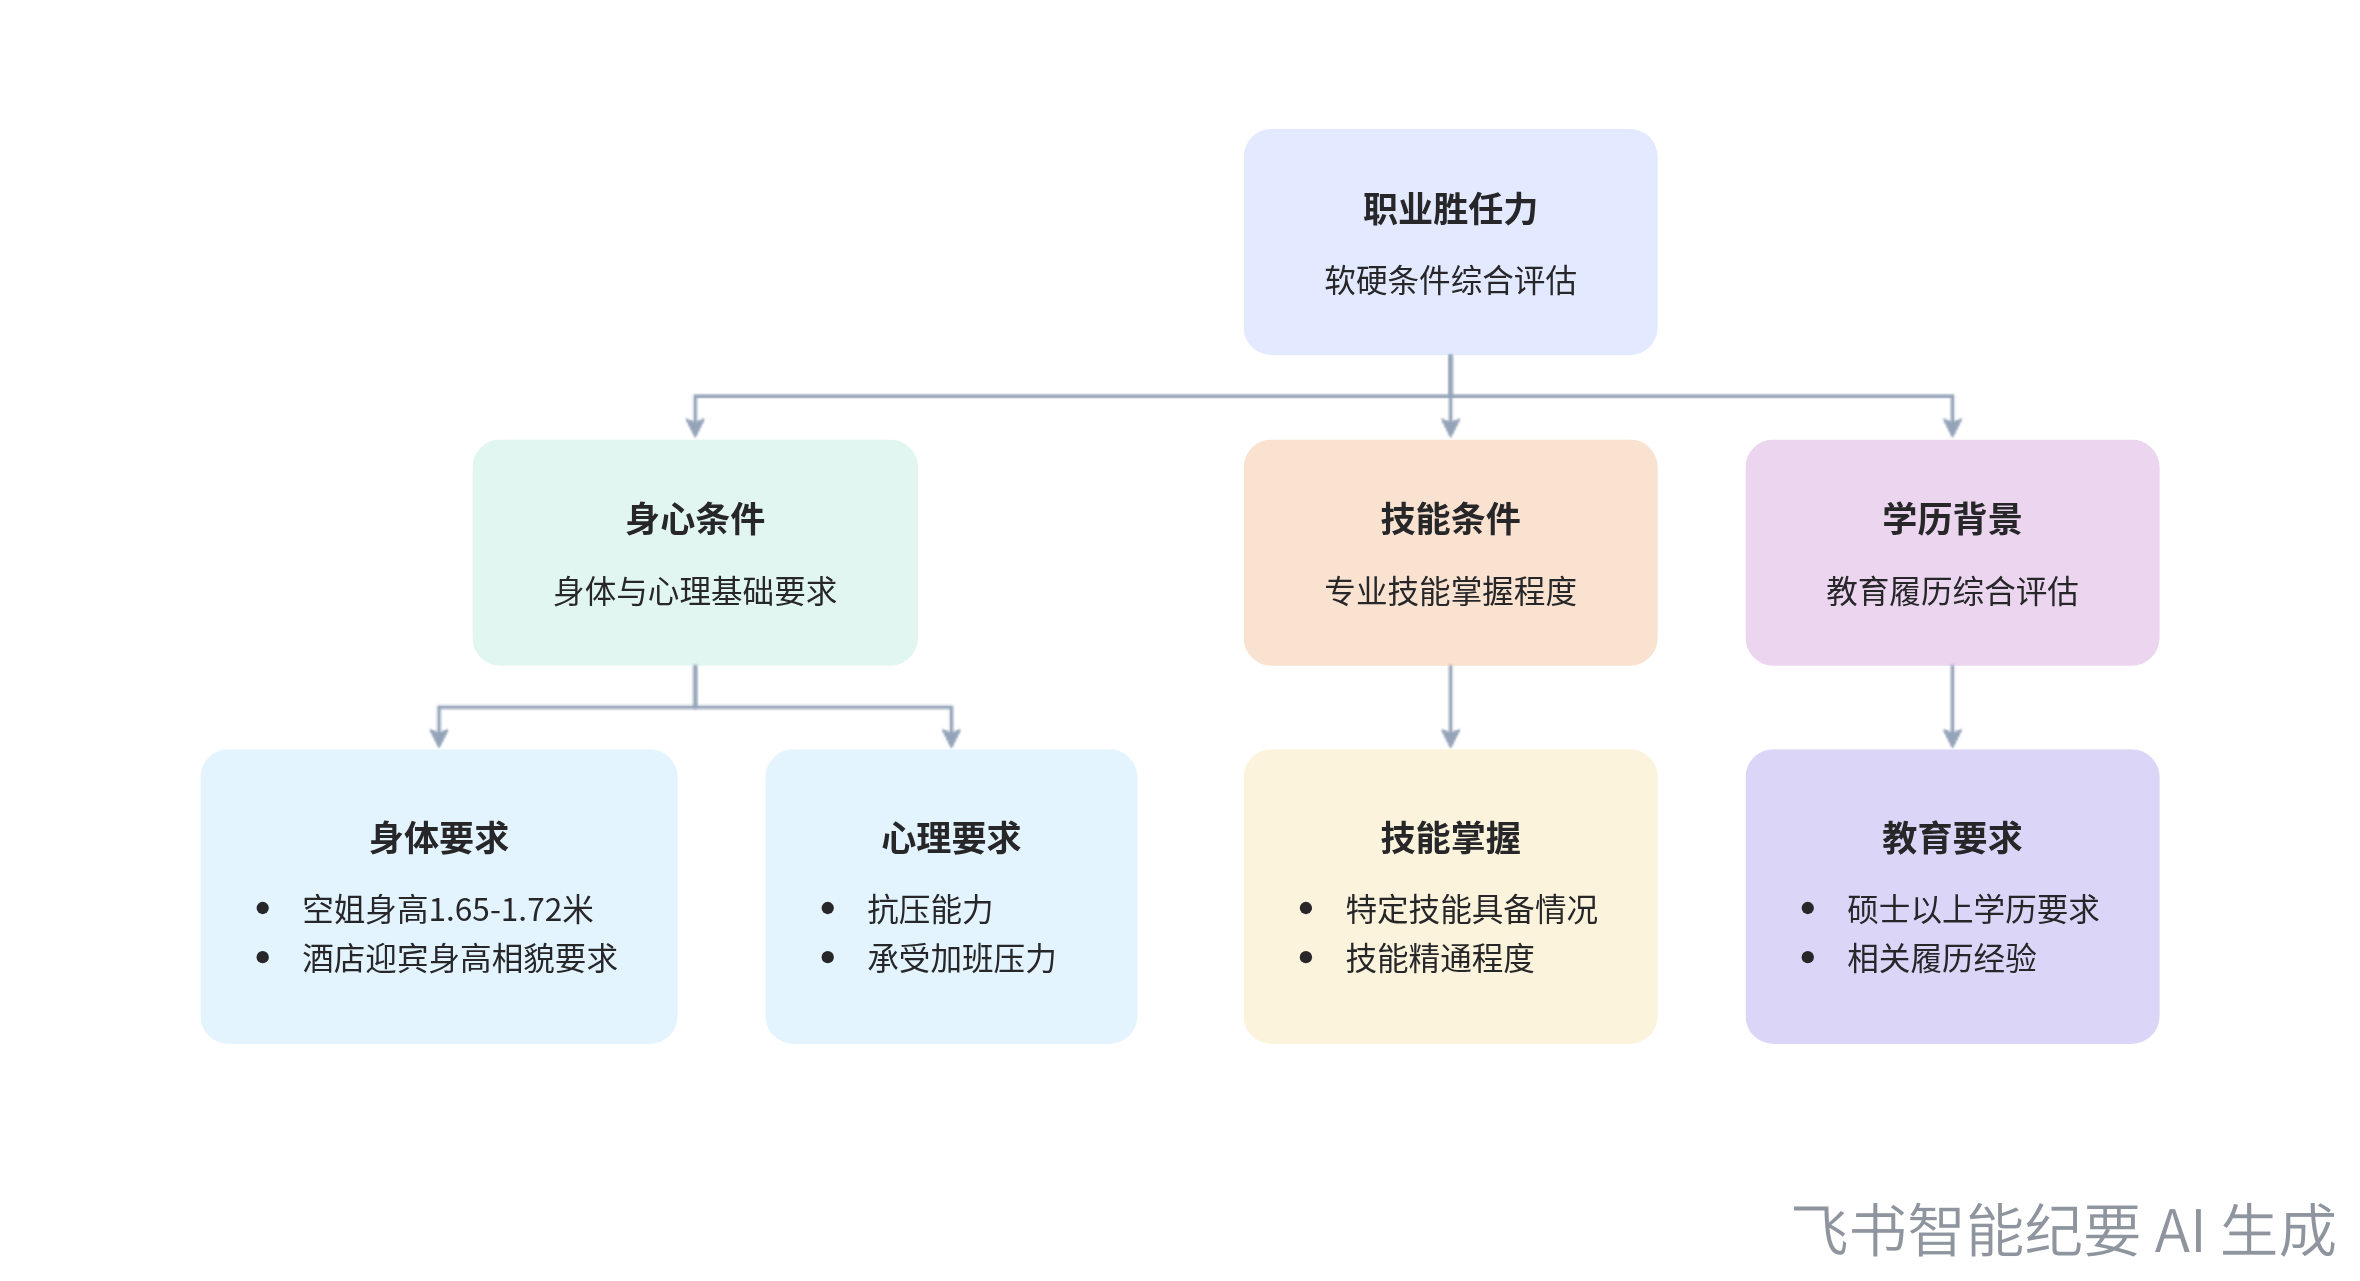 职业胜任力
软硬条件综合评估
身心条件
身体与心理基础要求
技能条件
专业技能掌握程度
学历背景
教育履历综合评估
身体要求
• 空姐身高1.65-1.72米
• 酒店迎宾身高相貌要求
心理要求
• 抗压能力
• 承受加班压力
技能掌握
• 特定技能具备情况
• 技能精通程度
教育要求
• 硕士以上学历要求
• 相关履历经验
飞书智能纪要 AI 生成